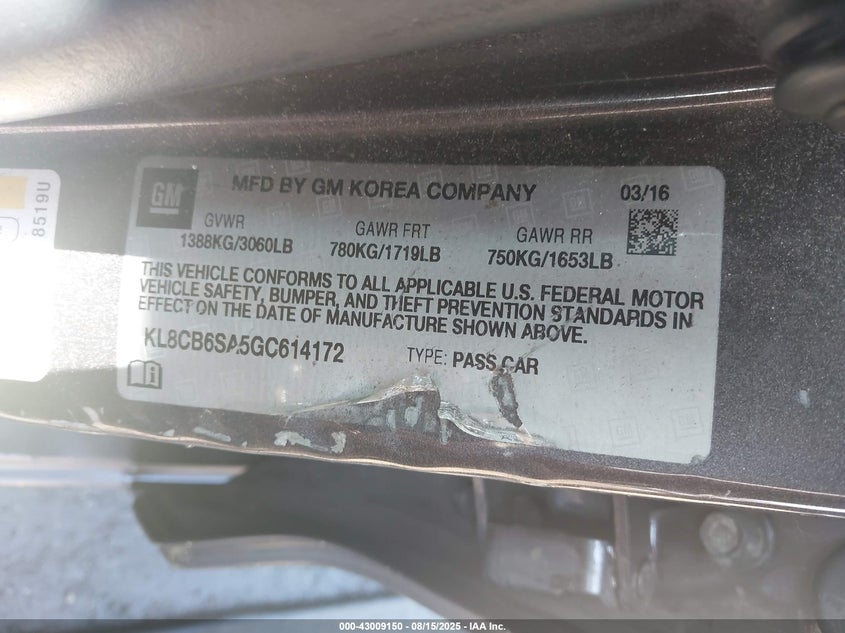 GM
MFD BY GM KOREA COMPANY
03/16
GVWR
1388KG/3060LB
GAWR FRT
780KG/1719LB
GAWR RR
750KG/1653LB
THIS VEHICLE CONFORMS TO ALL APPLICABLE U.S. FEDERAL MOTOR
VEHICLE SAFETY, BUMPER, AND THEFT PREVENTION STANDARDS IN
EFFECT ON THE DATE OF MANUFACTURE SHOWN ABOVE.
KL8CB6SA5GC614172
TYPE: PASS CAR
8519U
000-43009150 - 08/15/2025 - IAA Inc.